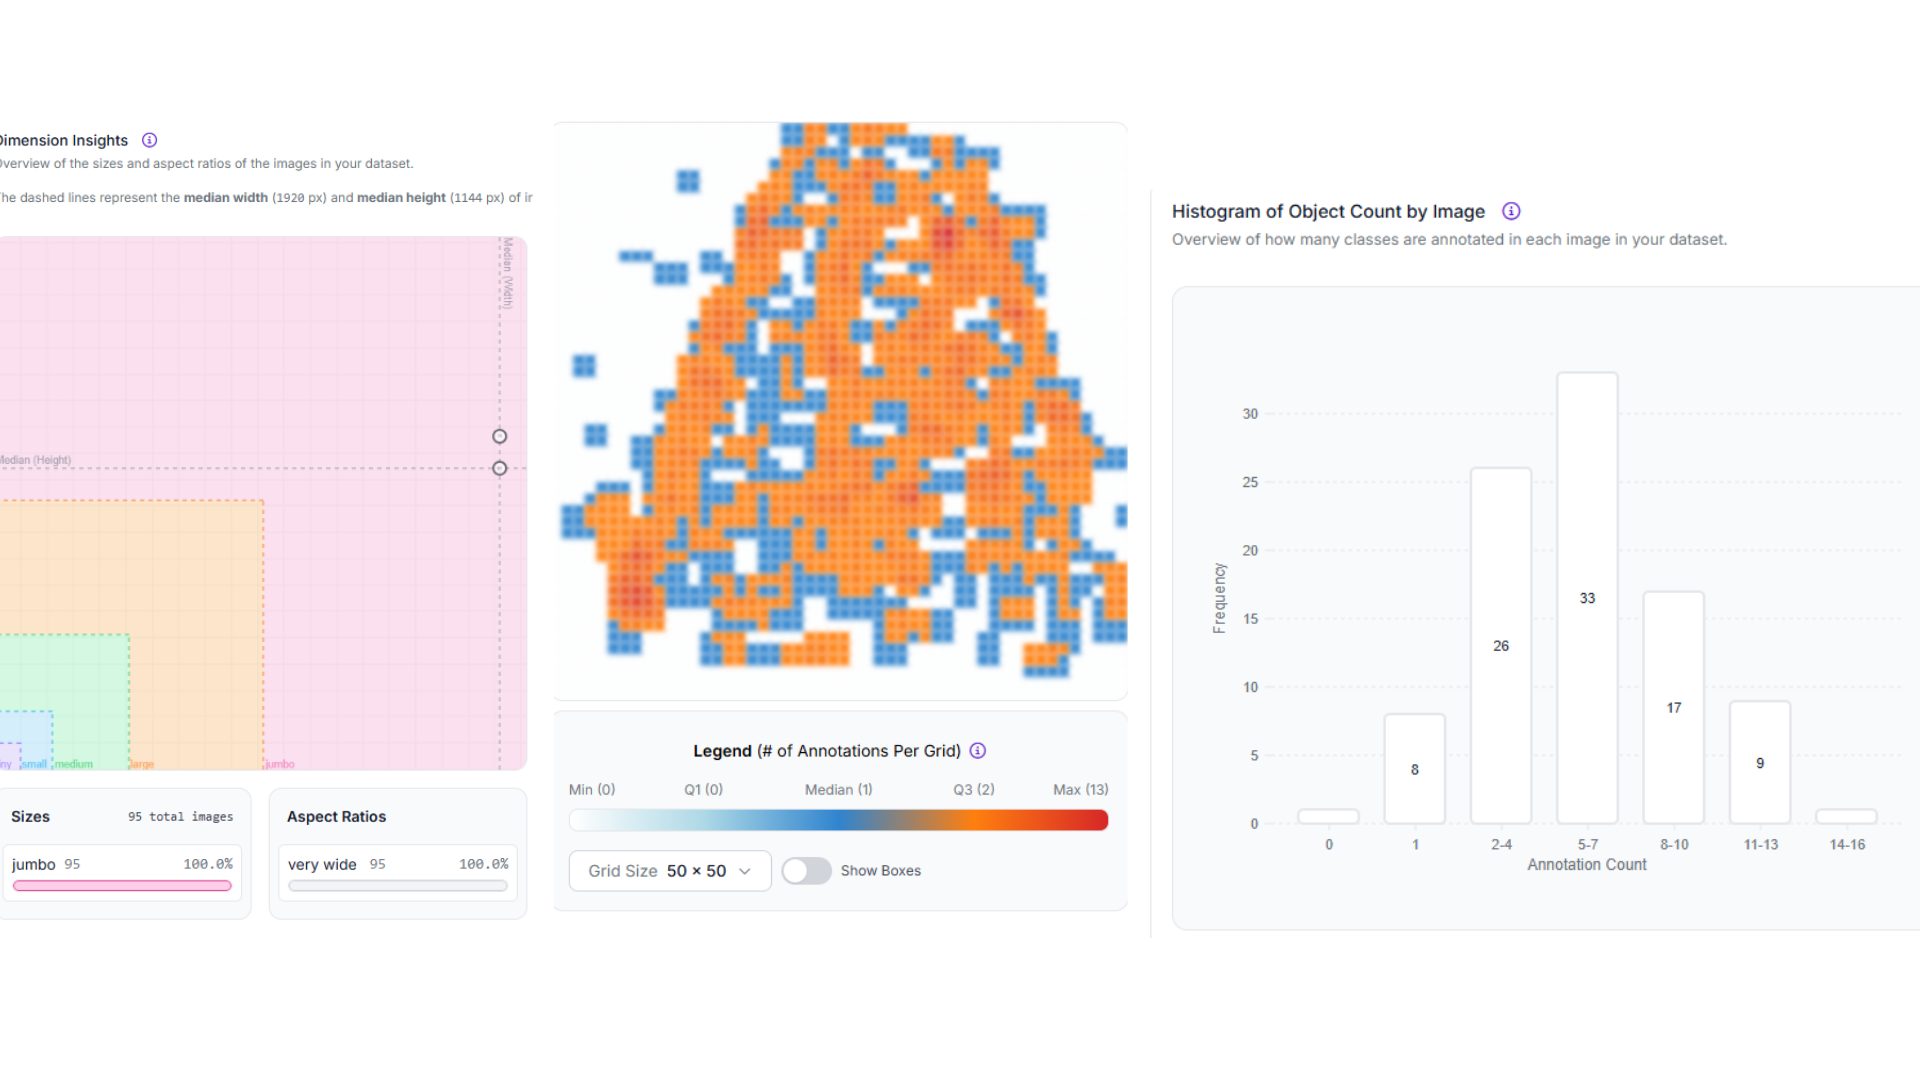 Dimension Insights
Overview of the sizes and aspect ratios of the images in your dataset.
The dashed lines represent the median width (1920 px) and median height (1144 px) of
Median (Width)
Median (Height)
small
medium
large
jumbo
Sizes
95 total images
jumbo 95
100.0%
Aspect Ratios
very wide 95
100.0%
Legend (# of Annotations Per Grid)
Min (0)
Q1 (0)
Median (1)
Q3 (2)
Max (13)
Grid Size 50 × 50
Show Boxes
Histogram of Object Count by Image
Overview of how many classes are annotated in each image in your dataset.
Frequency
30
25
20
15
10
5
0
8
26
33
17
9
0
1
2-4
5-7
8-10
11-13
14-16
Annotation Count